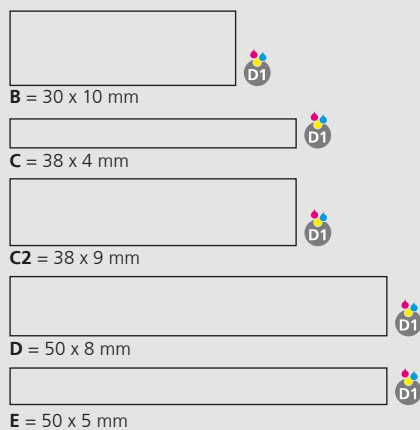 D1
B = 30 x 10 mm
D1
C = 38 x 4 mm
D1
C2 = 38 x 9 mm
D1
D = 50 x 8 mm
D1
E = 50 x 5 mm